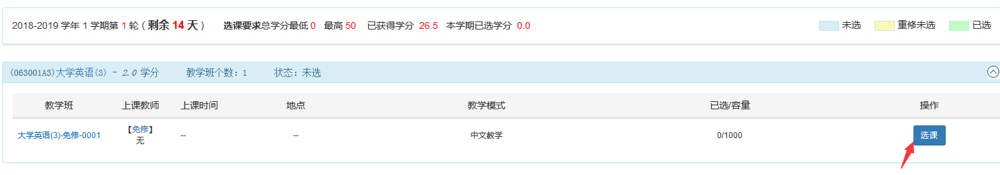 2018-2019 学年 1 学期第 1 轮 ( 剩余 14 天 ) 选课要求总学分最低 0 最高 50 已获得学分 26.5 本学期已选学分 0.0 未选 重修未选 已选
(063001A3)大学英语(3) - 2.0 学分 教学班个数：1 状态：未选
教学班 上课教师 上课时间 地点 教学模式 已选/容量 操作
大学英语(3)-免修-0001 【免修】 -- -- 中文教学 0/1000 选课
无